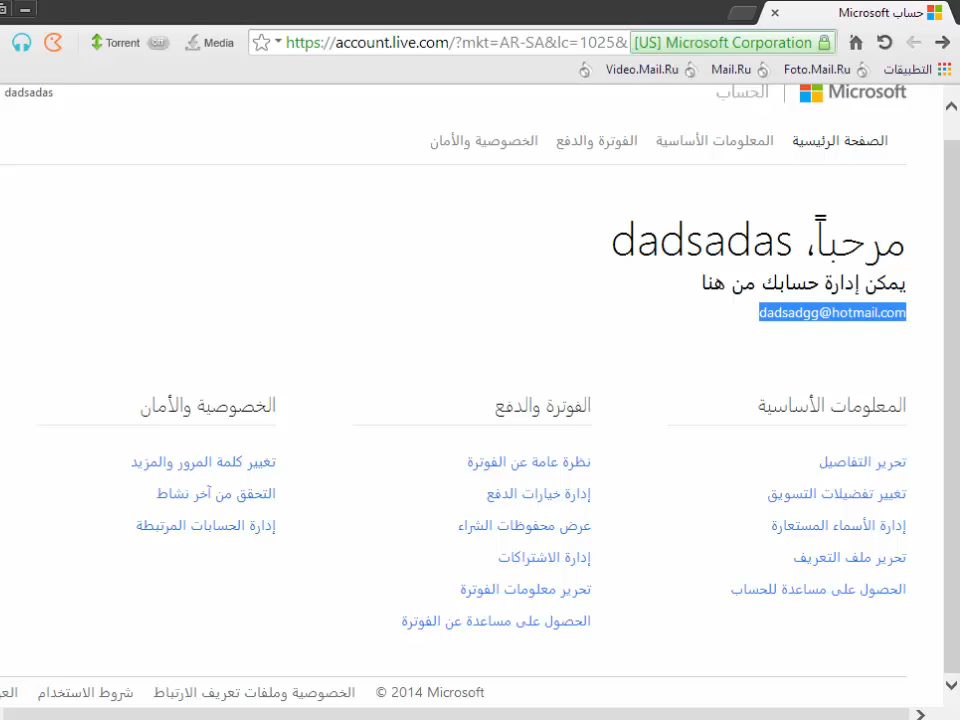 حساب Microsoft
Torrent
Media
https://account.live.com/?mkt=AR-SA&lc=1025&
[US] Microsoft Corporation
التطبيقات
Foto.Mail.Ru
Mail.Ru
Video.Mail.Ru
Microsoft | الحساب
dadsadas
الصفحة الرئيسية
المعلومات الأساسية
الفوترة والدفع
الخصوصية والأمان
مرحباً، dadsadas
يمكن إدارة حسابك من هنا
dadsadgg@hotmail.com
المعلومات الأساسية
تحرير التفاصيل
تغيير تفضيلات التسويق
إدارة الأسماء المستعارة
تحرير ملف التعريف
الحصول على مساعدة للحساب
الفوترة والدفع
نظرة عامة عن الفوترة
إدارة خيارات الدفع
عرض محفوظات الشراء
إدارة الاشتراكات
تحرير معلومات الفوترة
الحصول على مساعدة عن الفوترة
الخصوصية والأمان
تغيير كلمة المرور والمزيد
التحقق من آخر نشاط
إدارة الحسابات المرتبطة
© 2014 Microsoft
الخصوصية وملفات تعريف الارتباط
شروط الاستخدام